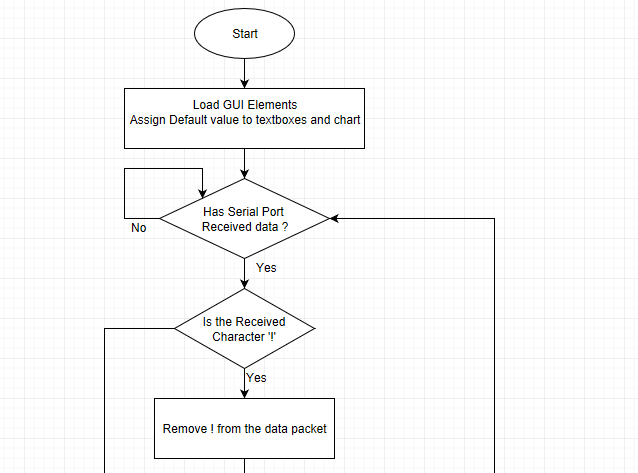 Start
Load GUI Elements
Assign Default value to textboxes and chart
Has Serial Port
Received data ?
No
Yes
Is the Received
Character '!'
Yes
Remove ! from the data packet